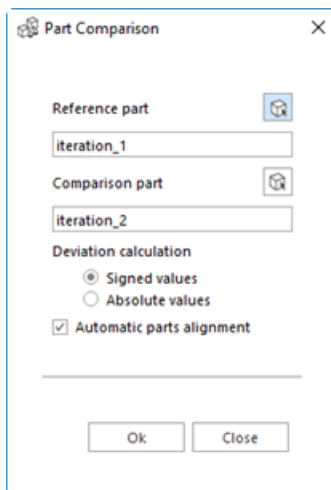 Part Comparison
Reference part
iteration_1
Comparison part
iteration_2
Deviation calculation
Signed values
Absolute values
Automatic parts alignment
Ok Close